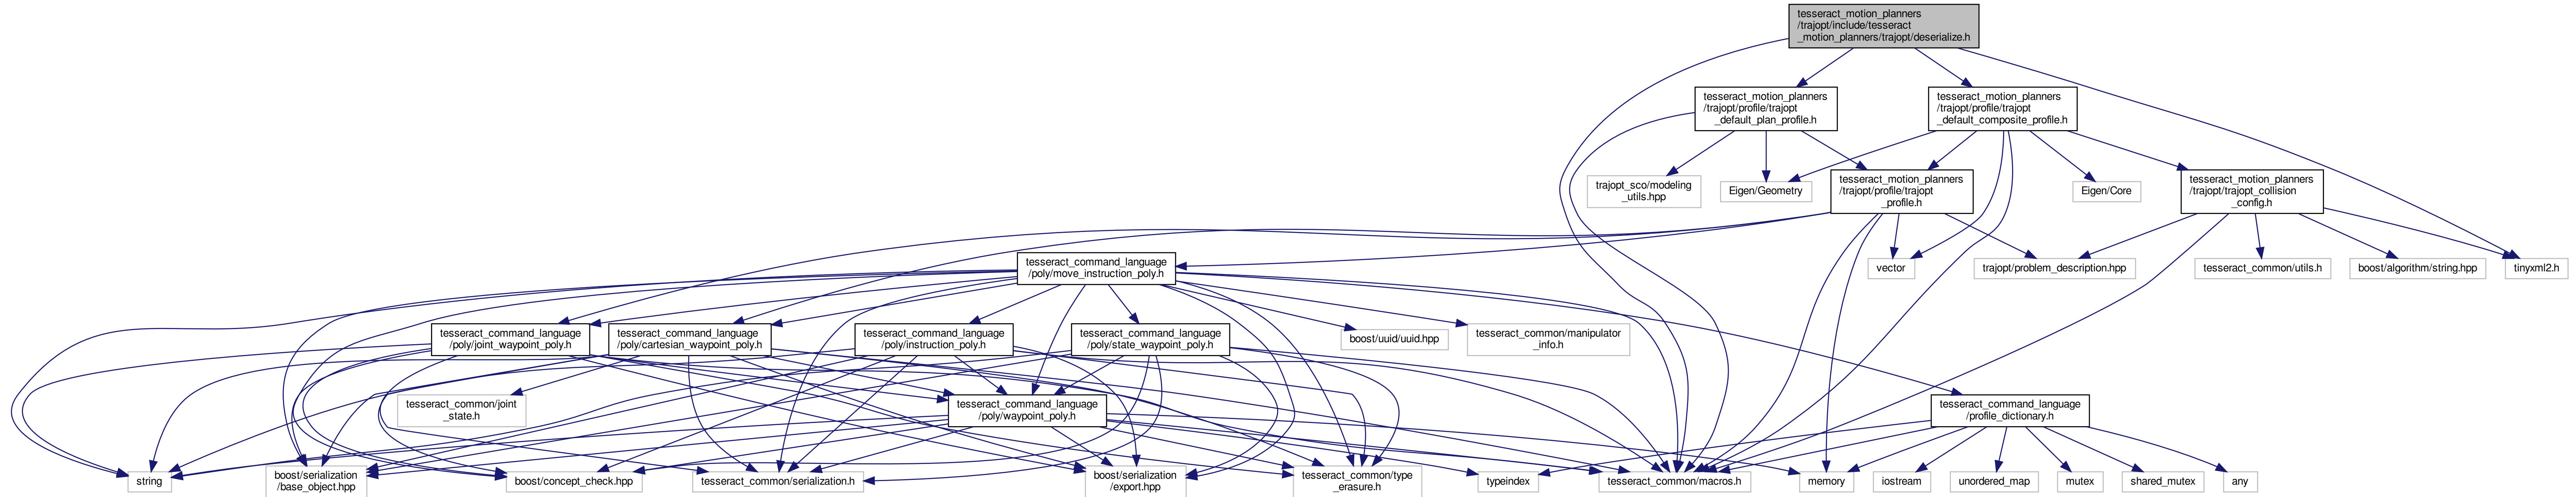 tesseract_motion_planners
/trajopt/include/tesseract
_motion_planners/trajopt/deserialize.h
tesseract_motion_planners
/trajopt/profile/trajopt
_default_plan_profile.h
tesseract_motion_planners
/trajopt/profile/trajopt
_default_composite_profile.h
trajopt_sco/modeling
_utils.hpp
Eigen/Geometry
tesseract_motion_planners
/trajopt/profile/trajopt
_profile.h
Eigen/Core
tesseract_motion_planners
/trajopt/trajopt_collision
_config.h
tesseract_command_language
/poly/move_instruction_poly.h
vector
trajopt/problem_description.hpp
tesseract_common/utils.h
boost/algorithm/string.hpp
tinyxml2.h
tesseract_command_language
/poly/joint_waypoint_poly.h
tesseract_command_language
/poly/cartesian_waypoint_poly.h
tesseract_command_language
/poly/instruction_poly.h
tesseract_command_language
/poly/state_waypoint_poly.h
boost/uuid/uuid.hpp
tesseract_common/manipulator
_info.h
tesseract_common/joint
_state.h
tesseract_command_language
/poly/waypoint_poly.h
tesseract_command_language
/profile_dictionary.h
string
boost/serialization
/base_object.hpp
boost/concept_check.hpp
tesseract_common/serialization.h
boost/serialization
/export.hpp
tesseract_common/type
_erasure.h
typeindex
tesseract_common/macros.h
memory
iostream
unordered_map
mutex
shared_mutex
any